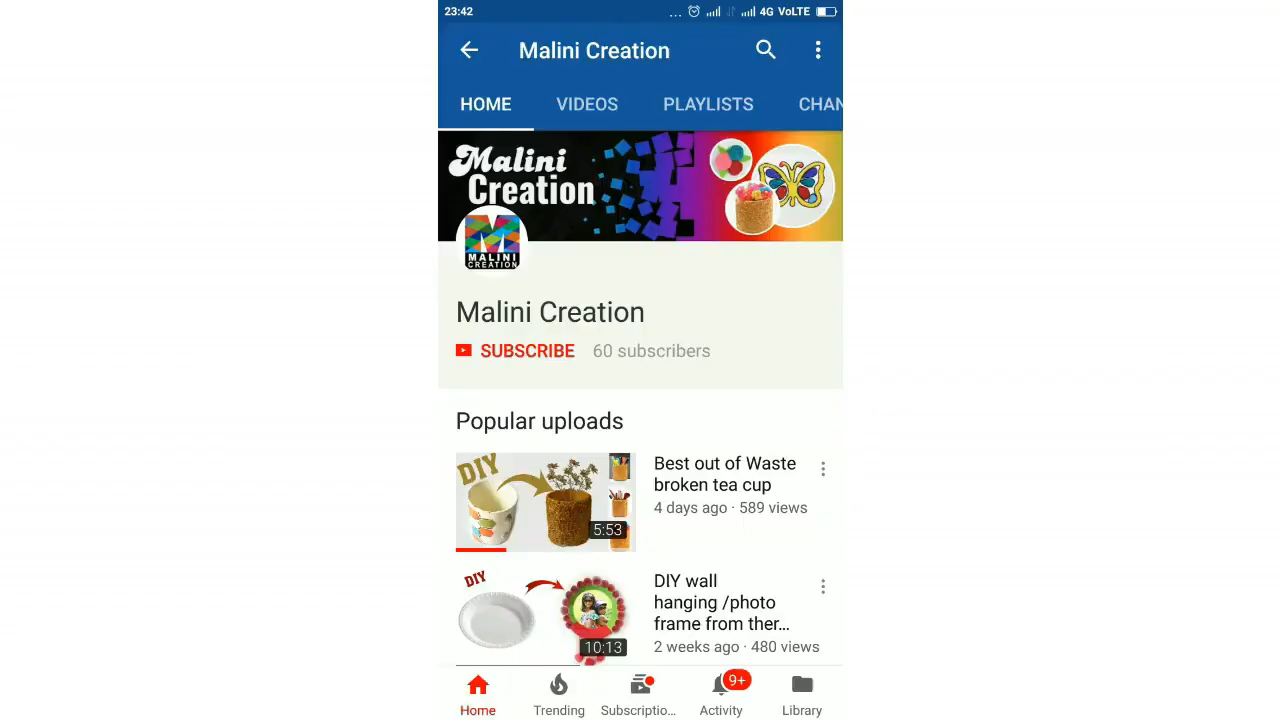 23:42
... 4G VoLTE
Malini Creation
HOME VIDEOS PLAYLISTS CHAN
Malini
Creation
M
MALINI
CREATION
Malini Creation
SUBSCRIBE 60 subscribers
Popular uploads
DIY
5:53
Best out of Waste
broken tea cup
4 days ago · 589 views
DIY
10:13
DIY wall
hanging /photo
frame from ther...
2 weeks ago · 480 views
9+
Home Trending Subscriptio... Activity Library